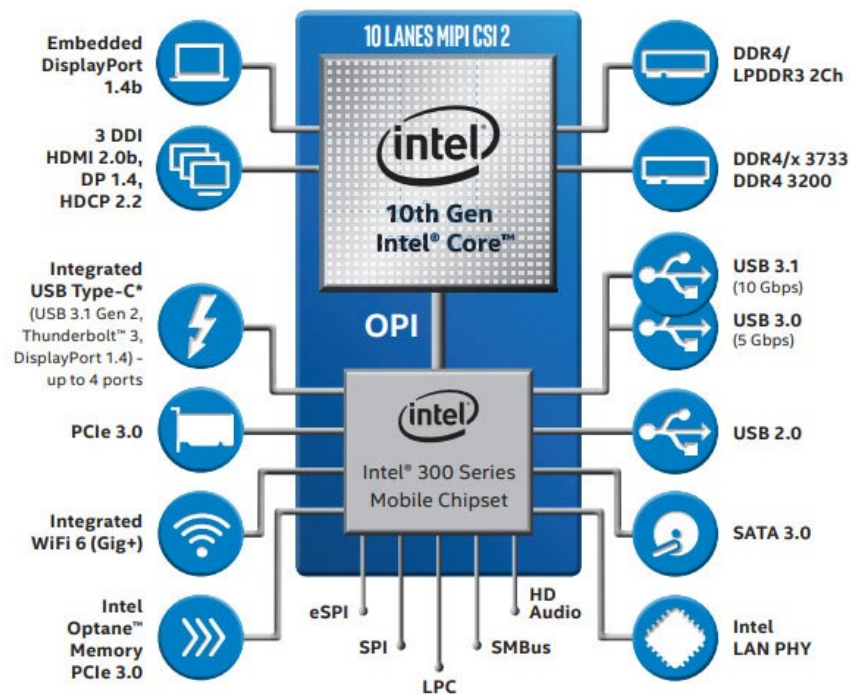 10 LANES MIPI CSI 2
Embedded
DisplayPort
1.4b
3 DDI
HDMI 2.0b,
DP 1.4,
HDCP 2.2
Integrated
USB Type-C*
(USB 3.1 Gen 2,
Thunderbolt™ 3,
DisplayPort 1.4) -
up to 4 ports
PCIe 3.0
Integrated
WiFi 6 (Gig+)
Intel
Optane™
Memory
PCIe 3.0
intel®
10th Gen
Intel® Core™
OPI
intel®
Intel® 300 Series
Mobile Chipset
eSPI
SPI
LPC
SMBus
HD
Audio
DDR4/
LPDDR3 2Ch
DDR4/x 3733
DDR4 3200
USB 3.1
(10 Gbps)
USB 3.0
(5 Gbps)
USB 2.0
SATA 3.0
Intel
LAN PHY